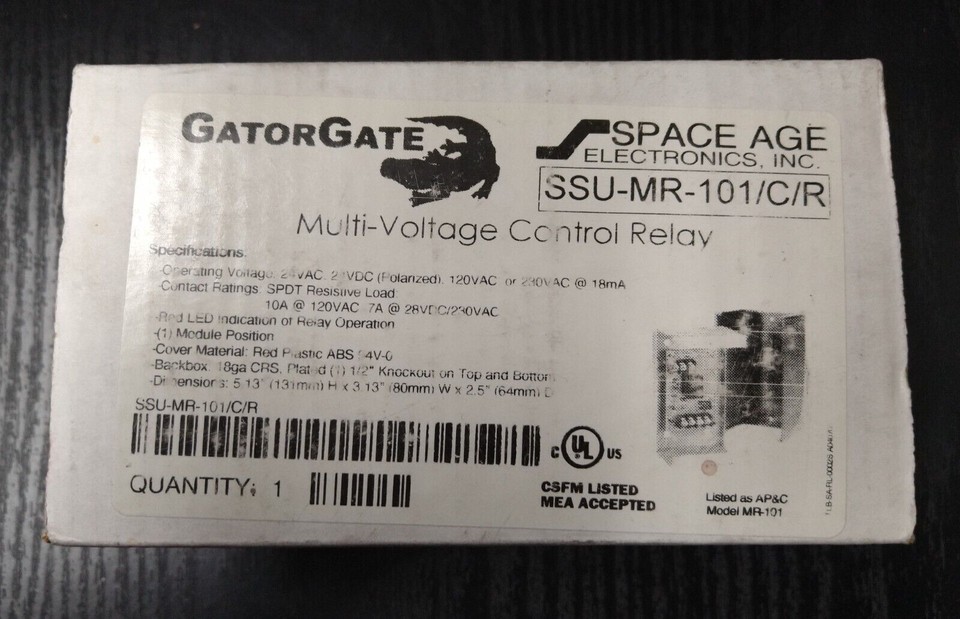 GATORGATE
SPACE AGE
ELECTRONICS, INC.
SSU-MR-101/C/R
Multi-Voltage Control Relay
Specifications:
-Operating Voltage: 24VAC, 24VDC (Polarized), 120VAC or 230VAC @ 18mA
-Contact Ratings: SPDT Resistive Load:
10A @ 120VAC 7A @ 28VDC/230VAC
-Red LED Indication of Relay Operation
-(1) Module Position
-Cover Material: Red Plastic ABS 94V-0
-Backbox: 18ga CRS, Plated (1) 1/2" Knockout on Top and Bottom
-Dimensions: 5.13" (131mm) H x 3.13" (80mm) W x 2.5" (64mm) D
SSU-MR-101/C/R
C UL US
QUANTITY: 1
CSFM LISTED
MEA ACCEPTED
Listed as AP&C
Model MR-101